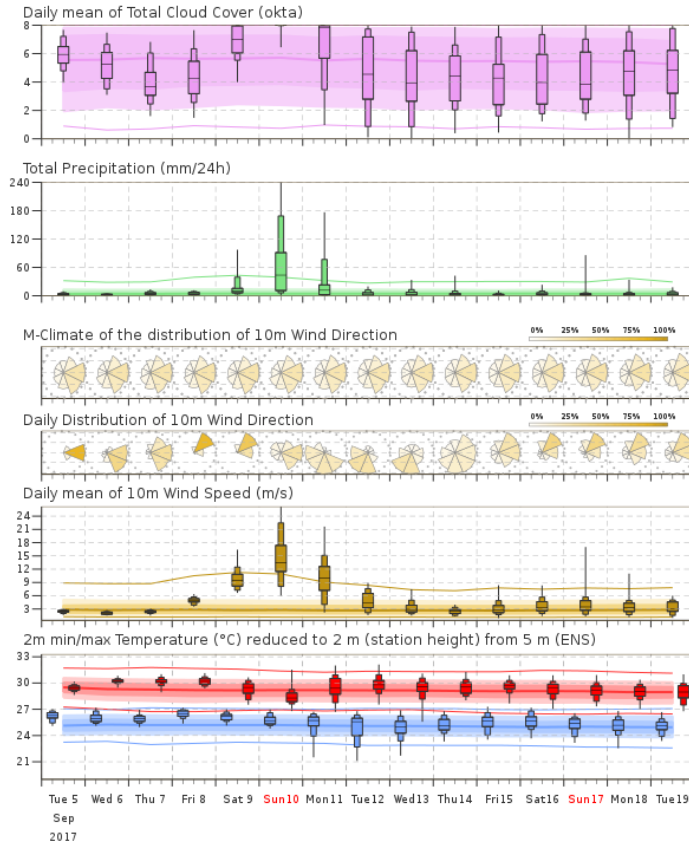 Daily mean of Total Cloud Cover (okta)
8
6
4
2
0
Total Precipitation (mm/24h)
240
180
120
60
0
M-Climate of the distribution of 10m Wind Direction
0% 25% 50% 75% 100%
Daily Distribution of 10m Wind Direction
0% 25% 50% 75% 100%
Daily mean of 10m Wind Speed (m/s)
24
21
18
15
12
9
6
3
2m min/max Temperature (°C) reduced to 2 m (station height) from 5 m (ENS)
33
30
27
24
21
Tue 5 Wed 6 Thu 7 Fri 8 Sat 9 Sun10 Mon11 Tue12 Wed13 Thu14 Fri15 Sat16 Sun17 Mon18 Tue19
Sep
2017